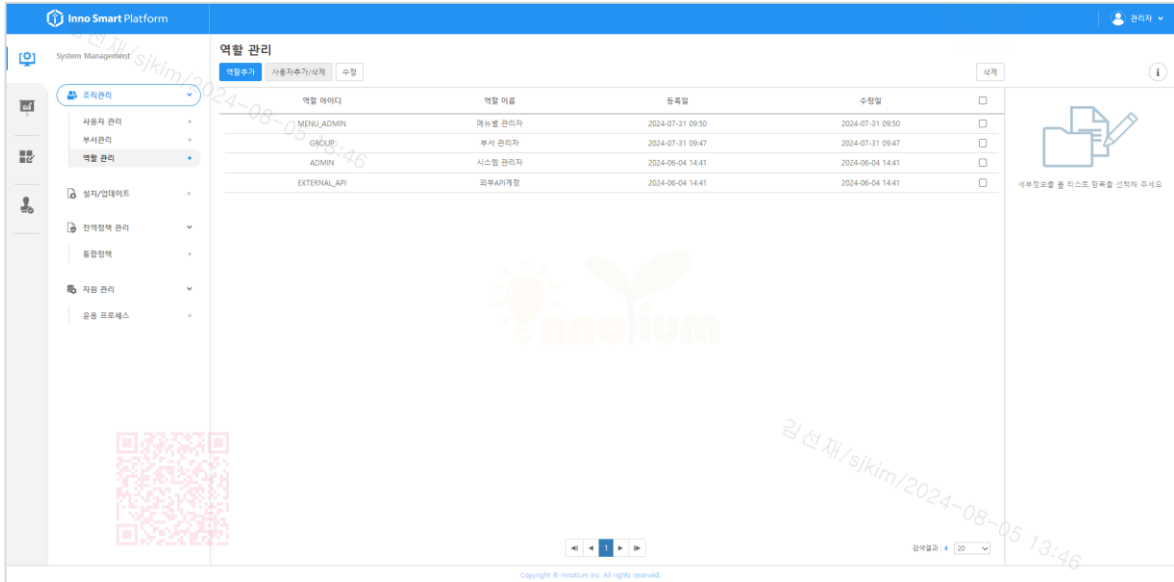 Inno Smart Platform
관리자
System Management
조직관리
사용자 관리
부서관리
역할 관리
설치/업데이트
전역정책 관리
통합정책
자원 관리
운용 프로세스
역할 관리
역할추가 사용자추가/삭제 수정 삭제
역할 아이디 역할 이름 등록일 수정일
MENU_ADMIN 메뉴별 관리자 2024-07-31 09:50 2024-07-31 09:50
GROUP 부서 관리자 2024-07-31 09:47 2024-07-31 09:47
ADMIN 시스템 관리자 2024-06-04 14:41 2024-06-04 14:41
EXTERNAL_API 외부API계정 2024-06-04 14:41 2024-06-04 14:41
세부정보를 볼 리스트 항목을 선택해 주세요
innotium
김선재/sjkim/2024-08-05 13:46
김선재/sjkim/2024-08-05 13:46
1
검색결과 : 4 20
Copyright © Innotium Inc. All rights reserved.